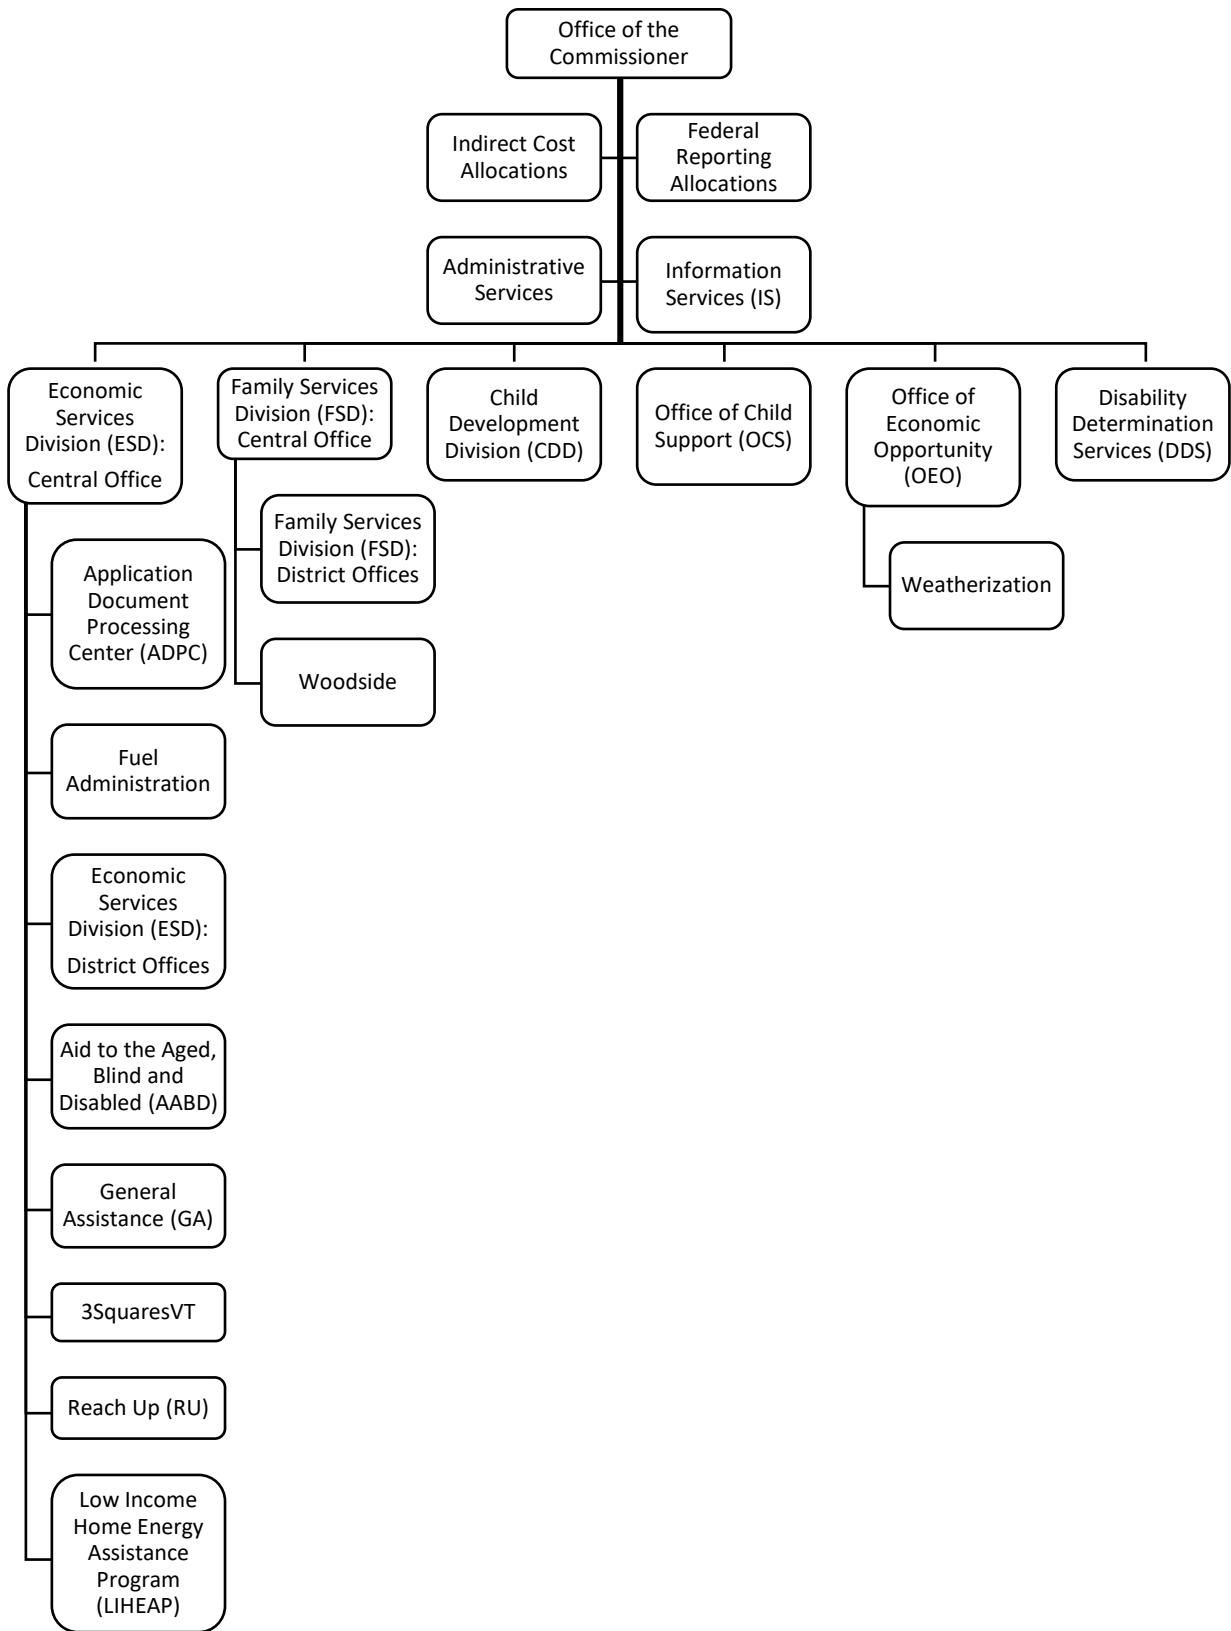 Office of the
Commissioner
Indirect Cost
Allocations
Federal
Reporting
Allocations
Administrative
Services
Information
Services (IS)
Economic
Services
Division (ESD):
Central Office
Family Services
Division (FSD):
Central Office
Child
Development
Division (CDD)
Office of Child
Support (OCS)
Office of
Economic
Opportunity
(OEO)
Disability
Determination
Services (DDS)
Application
Document
Processing
Center (ADPC)
Fuel
Administration
Economic
Services
Division (ESD):
District Offices
Aid to the Aged,
Blind and
Disabled (AABD)
General
Assistance (GA)
3SquaresVT
Reach Up (RU)
Low Income
Home Energy
Assistance
Program
(LIHEAP)
Family Services
Division (FSD):
District Offices
Woodside
Weatherization